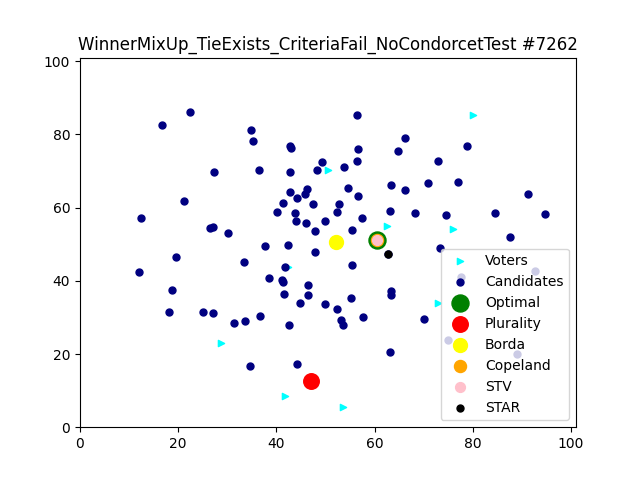 WinnerMixUp_TieExists_CriteriaFail_NoCondorcetTest #7262
100
80
60
40
20
0
0 20 40 60 80 100
Voters
Candidates
Optimal
Plurality
Borda
Copeland
STV
STAR